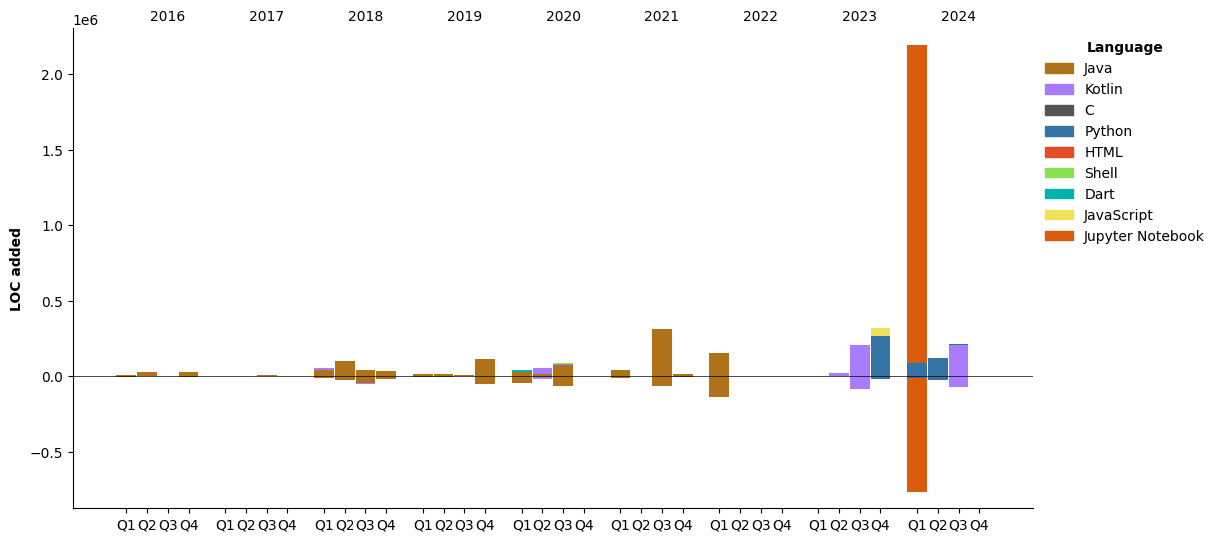 1e6 2016 2017 2018 2019 2020 2021 2022 2023 2024
Language
Java
Kotlin
C
Python
HTML
Shell
Dart
JavaScript
Jupyter Notebook
LOC added
2.0
1.5
1.0
0.5
0.0
−0.5
Q1 Q2 Q3 Q4 Q1 Q2 Q3 Q4 Q1 Q2 Q3 Q4 Q1 Q2 Q3 Q4 Q1 Q2 Q3 Q4 Q1 Q2 Q3 Q4 Q1 Q2 Q3 Q4 Q1 Q2 Q3 Q4 Q1 Q2 Q3 Q4